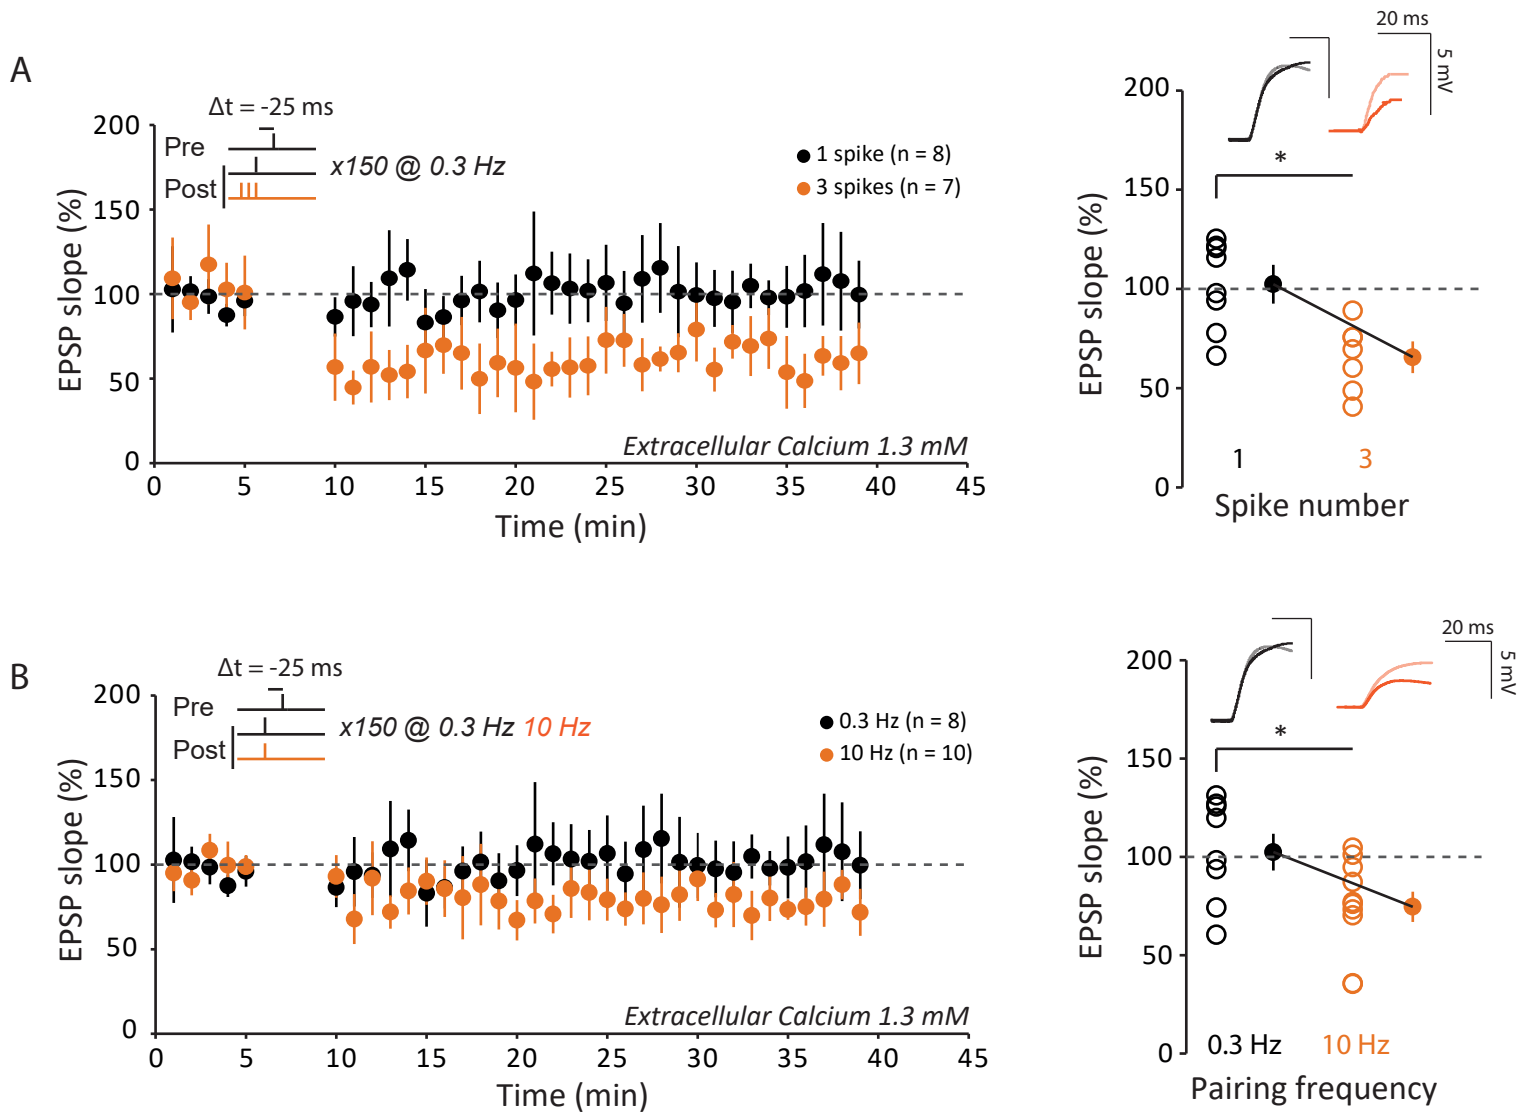 A
Δt = -25 ms
Pre
Post
x150 @ 0.3 Hz
1 spike (n = 8)
3 spikes (n = 7)
EPSP slope (%)
200
150
100
50
0
Extracellular Calcium 1.3 mM
0 5 10 15 20 25 30 35 40 45
Time (min)
20 ms
5 mV
*
EPSP slope (%)
200
150
100
50
0
1 3
Spike number
B
Δt = -25 ms
Pre
Post
x150 @ 0.3 Hz 10 Hz
0.3 Hz (n = 8)
10 Hz (n = 10)
EPSP slope (%)
200
150
100
50
0
Extracellular Calcium 1.3 mM
0 5 10 15 20 25 30 35 40 45
Time (min)
20 ms
5 mV
*
EPSP slope (%)
200
150
100
50
0
0.3 Hz 10 Hz
Pairing frequency